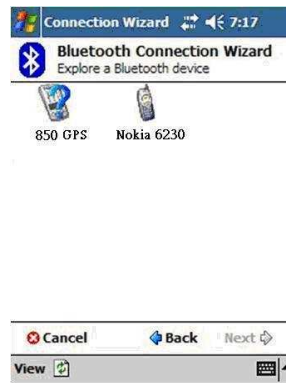 Connection Wizard 7:17
Bluetooth Connection Wizard
Explore a Bluetooth device
850 GPS Nokia 6230
Cancel Back Next
View